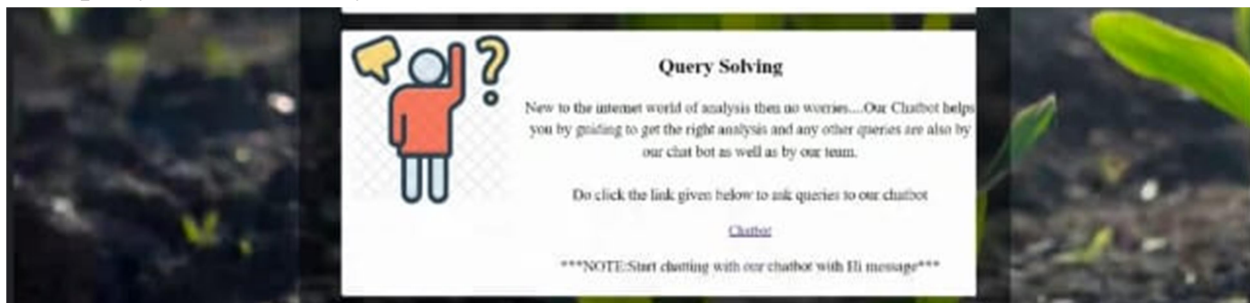 Query Solving
New to the internet world of analysis then no worries....Our Chatbot helps
you by guiding to get the right analysis and any other queries are also by
our chat bot as well as by our team.
Do click the link given below to ask queries to our chatbot
Chatbot
***NOTE:Start chatting with our chatbot with Hi message***